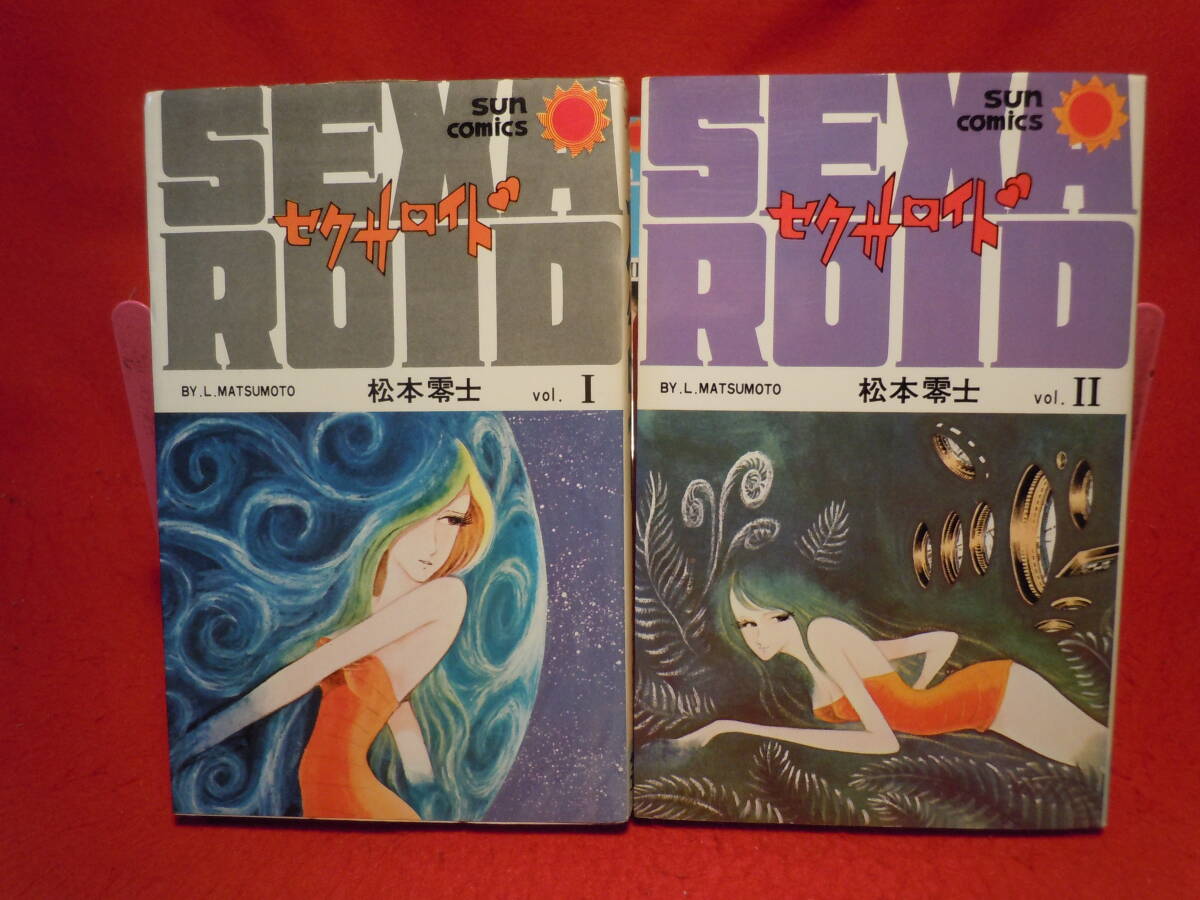 sun
comics
SEXA
セクサロイド
ROID
BY.L.MATSUMOTO 松本零士 vol. I
sun
comics
SEXA
セクサロイド
ROID
BY.L.MATSUMOTO 松本零士 vol. II